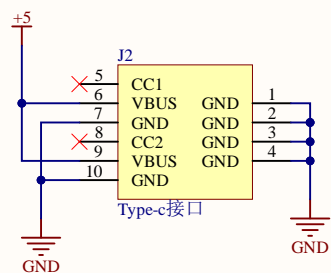 +5
J2
5 CC1
6 VBUS GND 1
7 GND GND 2
8 CC2 GND 3
9 VBUS GND 4
10 GND
Type-c接口
GND
GND